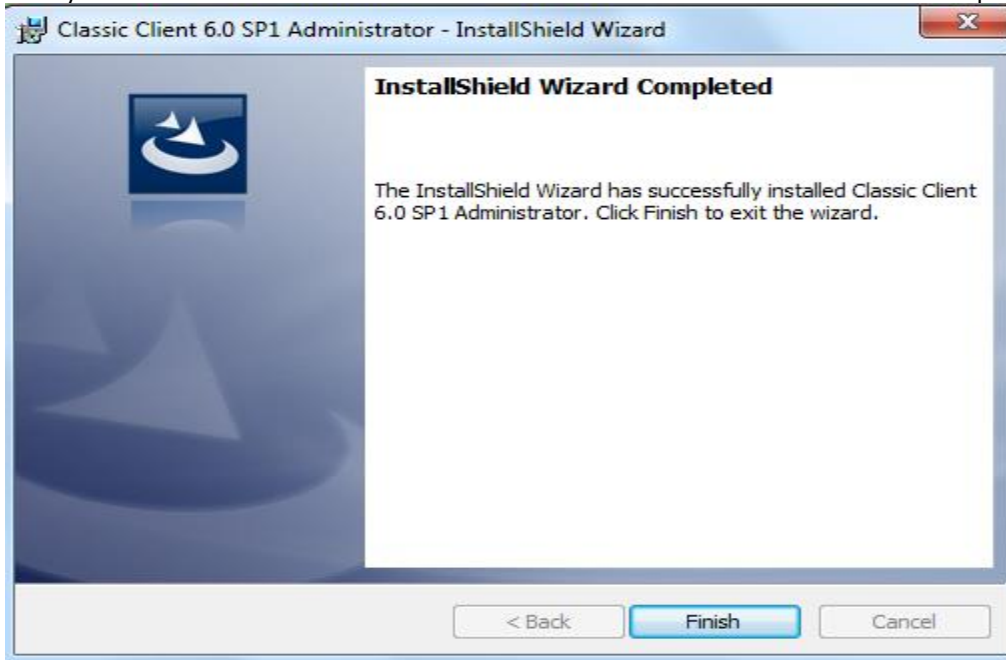 Classic Client 6.0 SP1 Administrator - InstallShield Wizard
InstallShield Wizard Completed
The InstallShield Wizard has successfully installed Classic Client
6.0 SP1 Administrator. Click Finish to exit the wizard.
< Back
Finish
Cancel